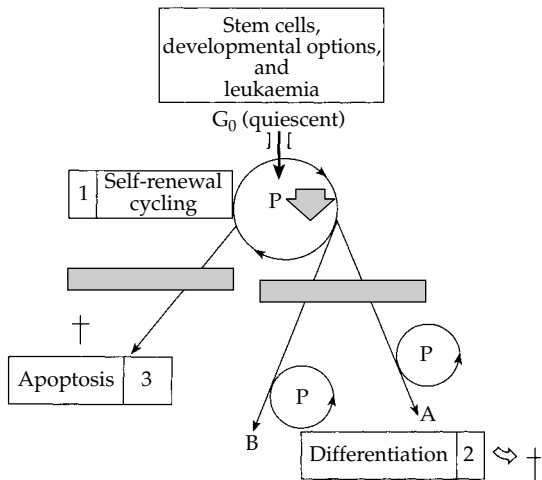 Stem cells,
developmental options,
and
leukaemia
G₀ (quiescent)
1 Self-renewal
cycling
P
†
Apoptosis 3
P
P
A
B
Differentiation 2
†